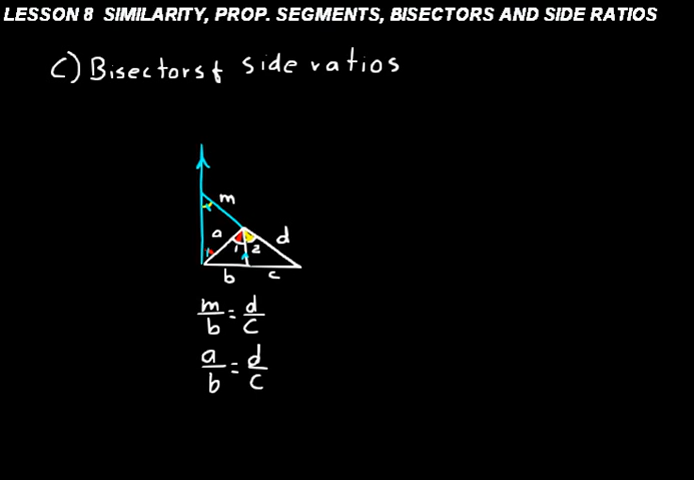 LESSON 8 SIMILARITY, PROP. SEGMENTS, BISECTORS AND SIDE RATIOS
C) Bisectors & side ratios
m
a
d
1
2
b
c
m/b = d/c
a/b = d/c